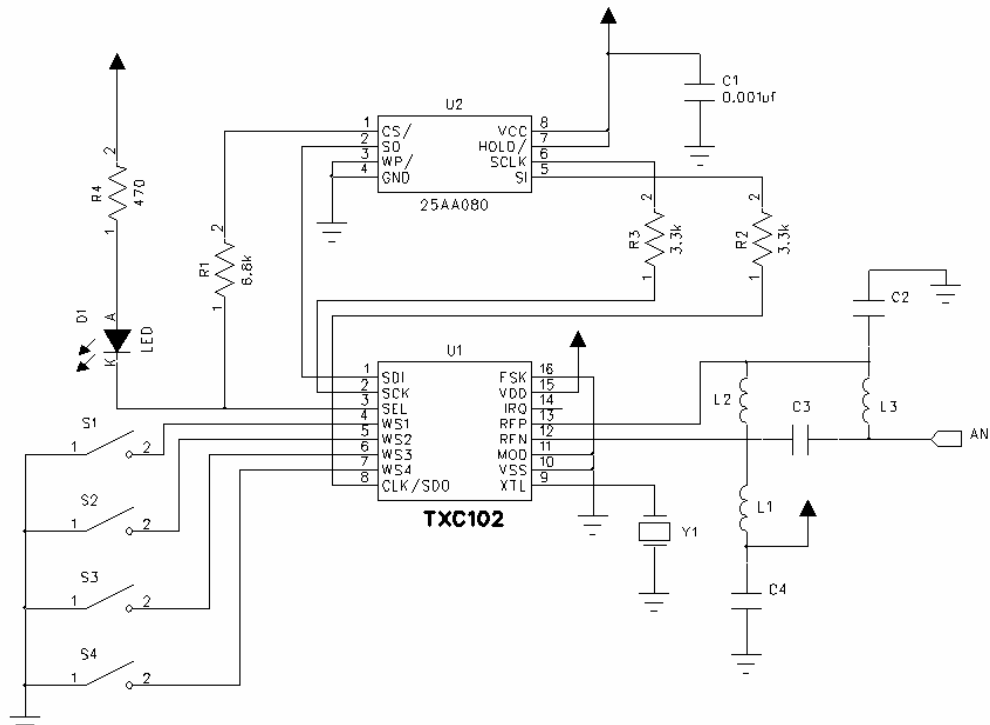 C1
0.001uf
U2
1 CS/ VCC 8
2 SO HOLD/ 7
3 WP/ SCLK 6
4 GND SI 5
25AA080
2
R4
470
1
2
R1
6.8k
1
2
R3
3.3k
1
2
R2
3.3k
1
C2
D1
A
LED
K
U1
1 SDI FSK 16
2 SCK VDD 15
3 SEL IRQ 14
4 WS1 RFP 13
5 WS2 RFN 12
6 WS3 MOD 11
7 WS4 VSS 10
8 CLK/SDO XTL 9
TXC102
L2
C3
L3
AN
S1
1 2
S2
1 2
S3
1 2
S4
1 2
Y1
L1
C4